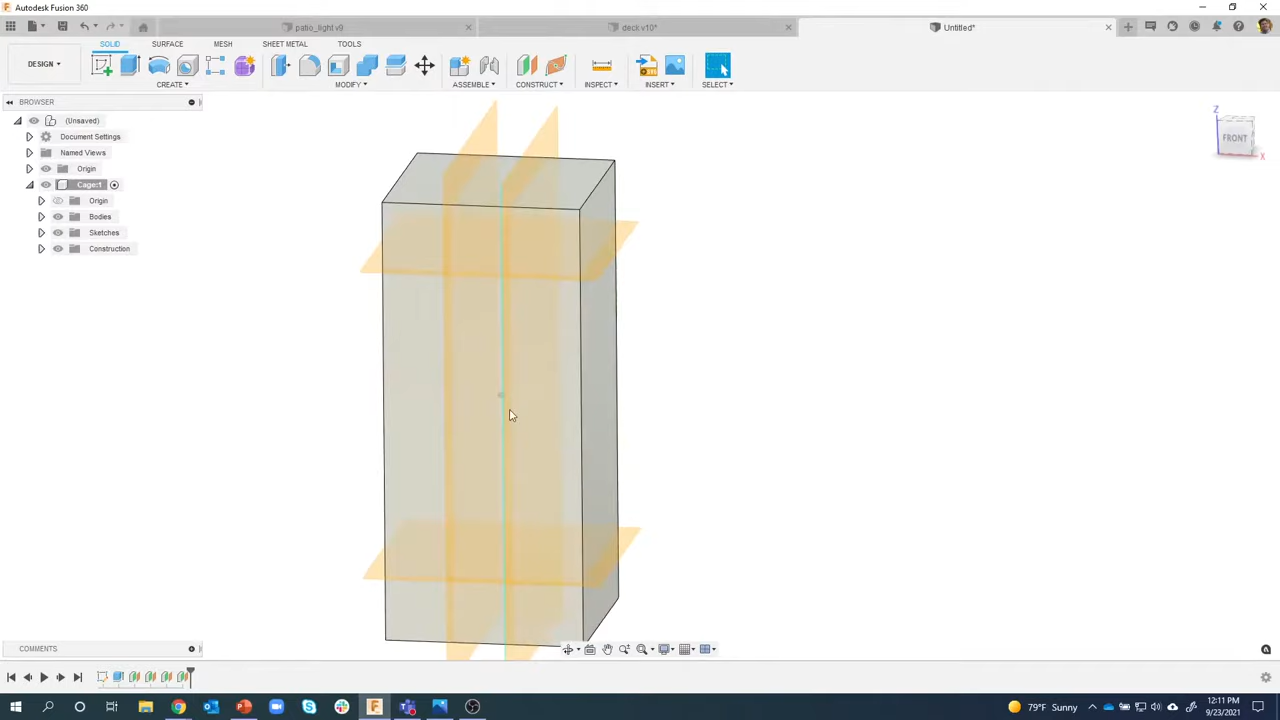 Autodesk Fusion 360
patio_light v9
deck v10*
Untitled*
SOLID
SURFACE
MESH
SHEET METAL
TOOLS
DESIGN
CREATE
MODIFY
ASSEMBLE
CONSTRUCT
INSPECT
INSERT
SELECT
BROWSER
(Unsaved)
Document Settings
Named Views
Origin
Cage:1
Origin
Bodies
Sketches
Construction
Z
FRONT
X
COMMENTS
79°F Sunny
12:11 PM
9/23/2021